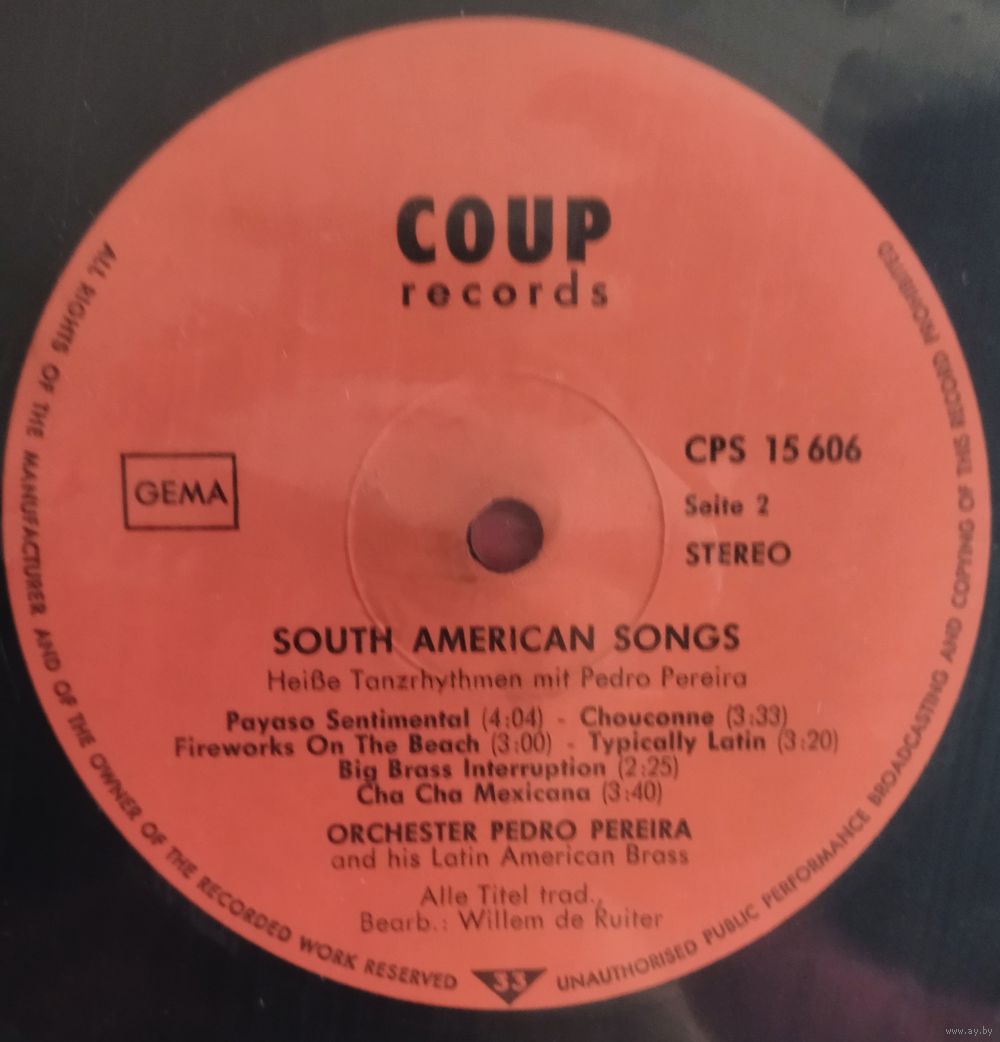 COUP
records
GEMA
CPS 15 606
Seite 2
STEREO
SOUTH AMERICAN SONGS
Heiße Tanzrhythmen mit Pedro Pereira
Payaso Sentimental (4:04) - Chouconne (3:33)
Fireworks On The Beach (3:00) - Typically Latin (3:20)
Big Brass Interruption (2:25)
Cha Cha Mexicana (3:40)
ORCHESTER PEDRO PEREIRA
and his Latin American Brass
Alle Titel trad.,
Bearb.: Willem de Ruiter
ALL RIGHTS OF THE MANUFACTURER AND OF THE OWNER OF THE RECORDED WORK RESERVED
33
UNAUTHORISED PUBLIC PERFORMANCE BROADCASTING AND COPYING OF THIS RECORD PROHIBITED
www.ay.by